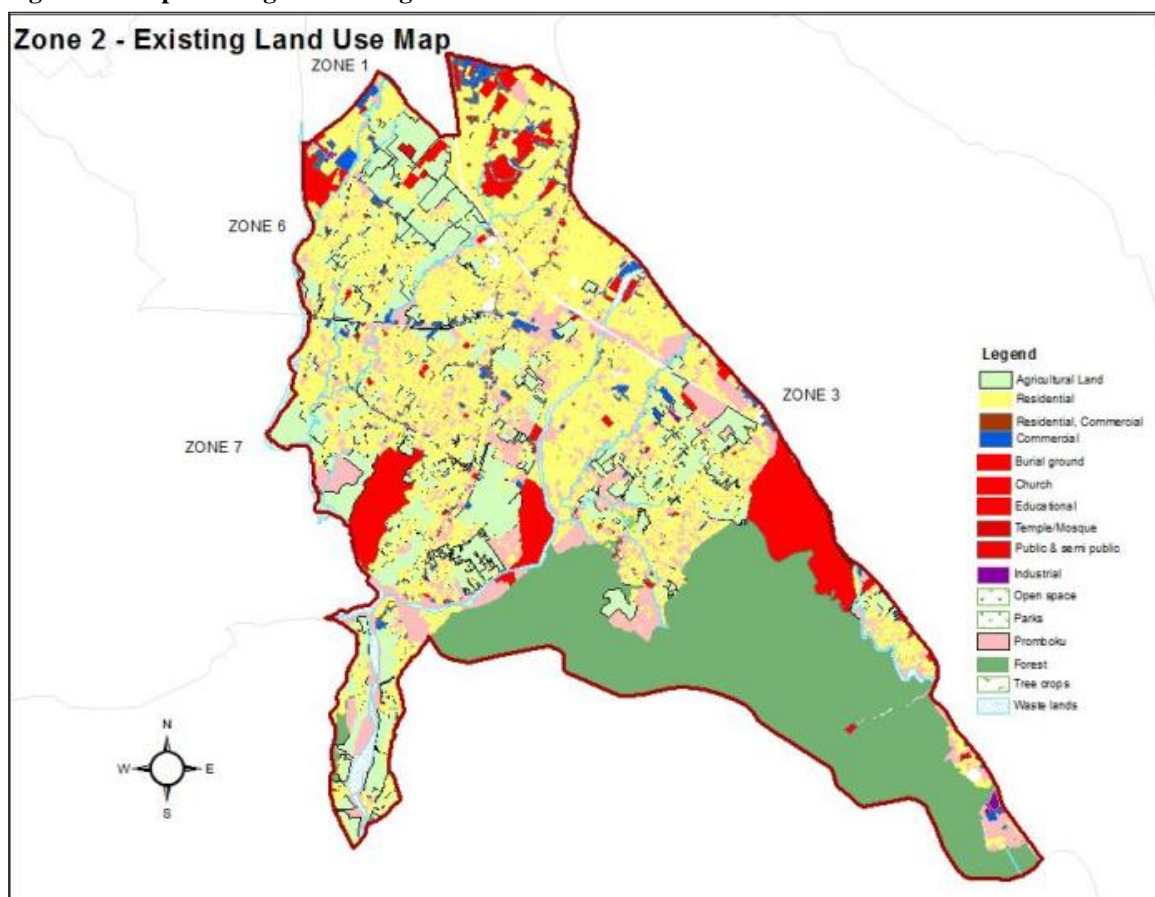 Zone 2 - Existing Land Use Map
ZONE 1
ZONE 6
ZONE 3
ZONE 7
Legend
Agricultural Land
Residential
Residential, Commercial
Commercial
Burial ground
Church
Educational
Temple/Mosque
Public & semi public
Industrial
Open space
Parks
Promboku
Forest
Tree crops
Waste lands
N
W
E
S